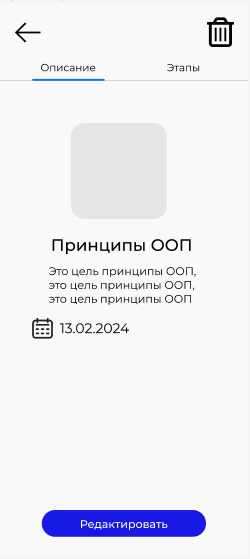 Описание
Этапы
Принципы ООП
Это цель принципы ООП,
это цель принципы ООП,
это цель принципы ООП
13.02.2024
Редактировать